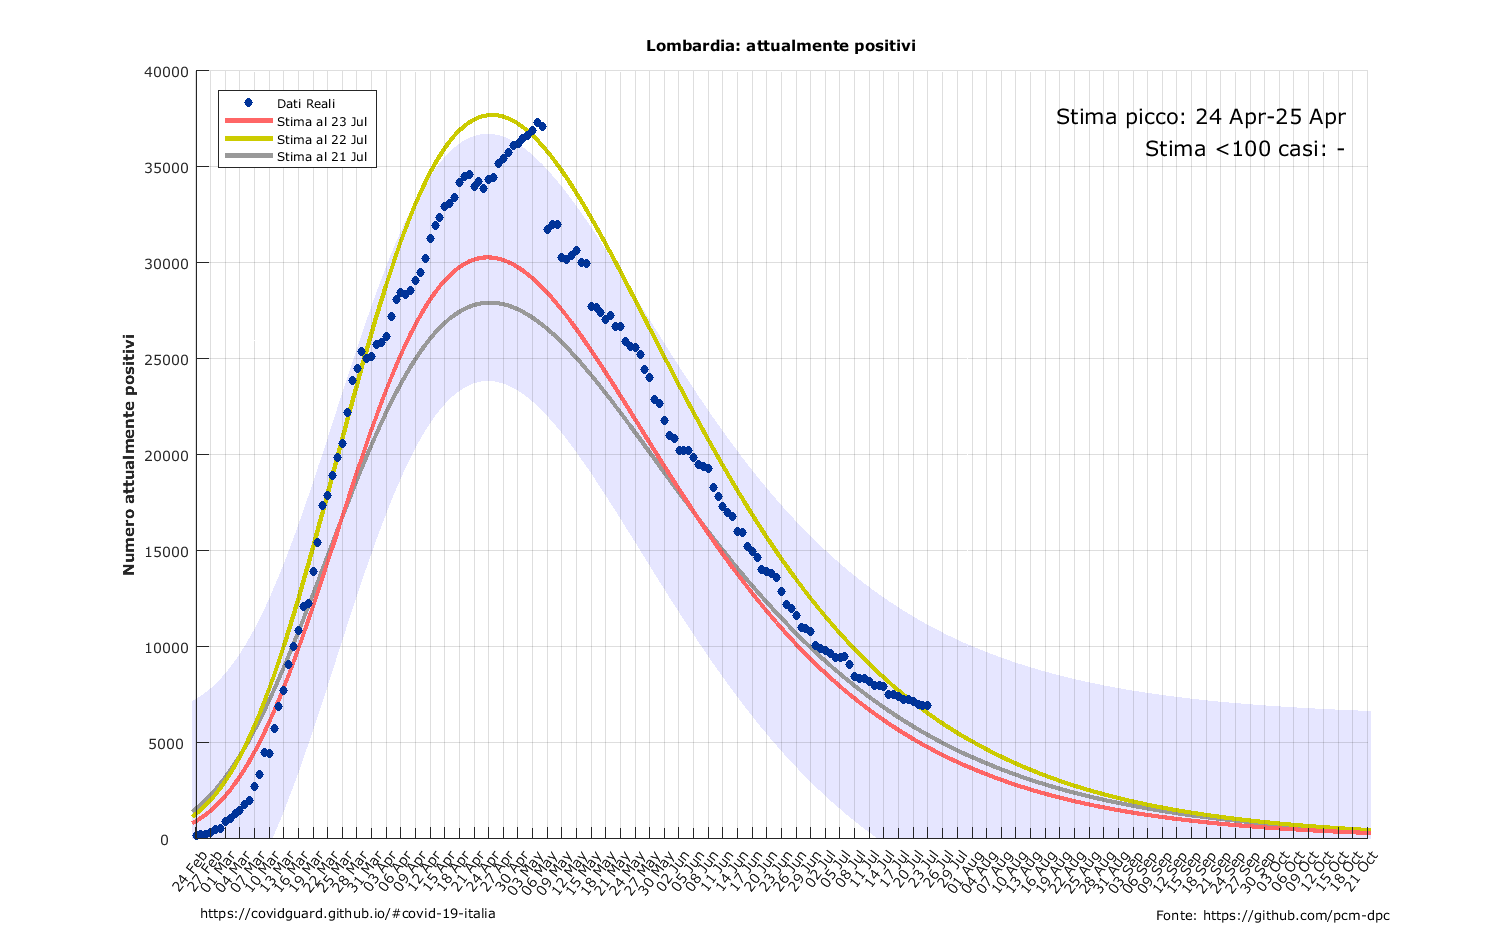 Lombardia: attualmente positivi
40000
35000
30000
25000
20000
15000
10000
5000
0
Numero attualmente positivi
Dati Reali
Stima al 23 Jul
Stima al 22 Jul
Stima al 21 Jul
Stima picco: 24 Apr-25 Apr
Stima <100 casi: -
24 Feb
27 Feb
01 Mar
04 Mar
07 Mar
10 Mar
13 Mar
16 Mar
19 Mar
22 Mar
25 Mar
28 Mar
31 Mar
03 Apr
06 Apr
09 Apr
12 Apr
15 Apr
18 Apr
21 Apr
24 Apr
27 Apr
30 Apr
03 May
06 May
09 May
12 May
15 May
18 May
21 May
24 May
27 May
30 May
02 Jun
05 Jun
08 Jun
11 Jun
14 Jun
17 Jun
20 Jun
23 Jun
26 Jun
29 Jun
02 Jul
05 Jul
08 Jul
11 Jul
14 Jul
17 Jul
20 Jul
23 Jul
26 Jul
29 Jul
01 Aug
04 Aug
07 Aug
10 Aug
13 Aug
16 Aug
19 Aug
22 Aug
25 Aug
28 Aug
31 Aug
03 Sep
06 Sep
09 Sep
12 Sep
15 Sep
18 Sep
21 Sep
24 Sep
27 Sep
30 Sep
03 Oct
06 Oct
09 Oct
12 Oct
15 Oct
18 Oct
21 Oct
https://covidguard.github.io/#covid-19-italia
Fonte: https://github.com/pcm-dpc